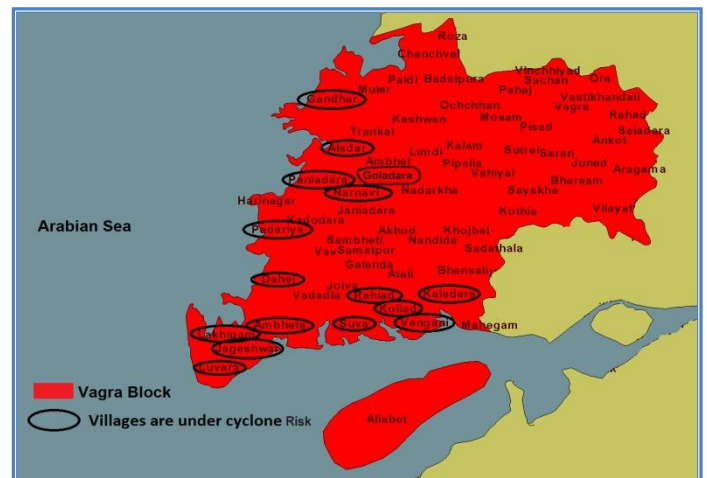 Roza
Chanchvel
Vinchhiyad
Paldi Badalpura Sachan Ora
Muler Pahaj
Gandhar Vastikhandali
Ochchhan Vagra
Keshwan Mosam Rahad
Trankal Pisad Saladara
Aladar Kalam Ankot
Limdi Sutrel Saran
Ambhel Pipalia Juned
Paniadara Goladara Vahiyal Aragama
Bhersam
Narnavi Nadarkha Sayakha
Harinagar
Janiadara Kothia Vilayat
Kadodara
Arabian Sea Padariya Akhod Khojbal
Sambheti Nandida
Vav Samatpor Sadathala
Galenda
Dahej Atali Bhensali
Jolva
Vadadla Rahiad Kaladara
Koliad
Ambheta Suva Vengani Mahegam
Lakhigam
Jageshwar
Luvara
Vagra Block
Villages are under cyclone Risk
Aliabet